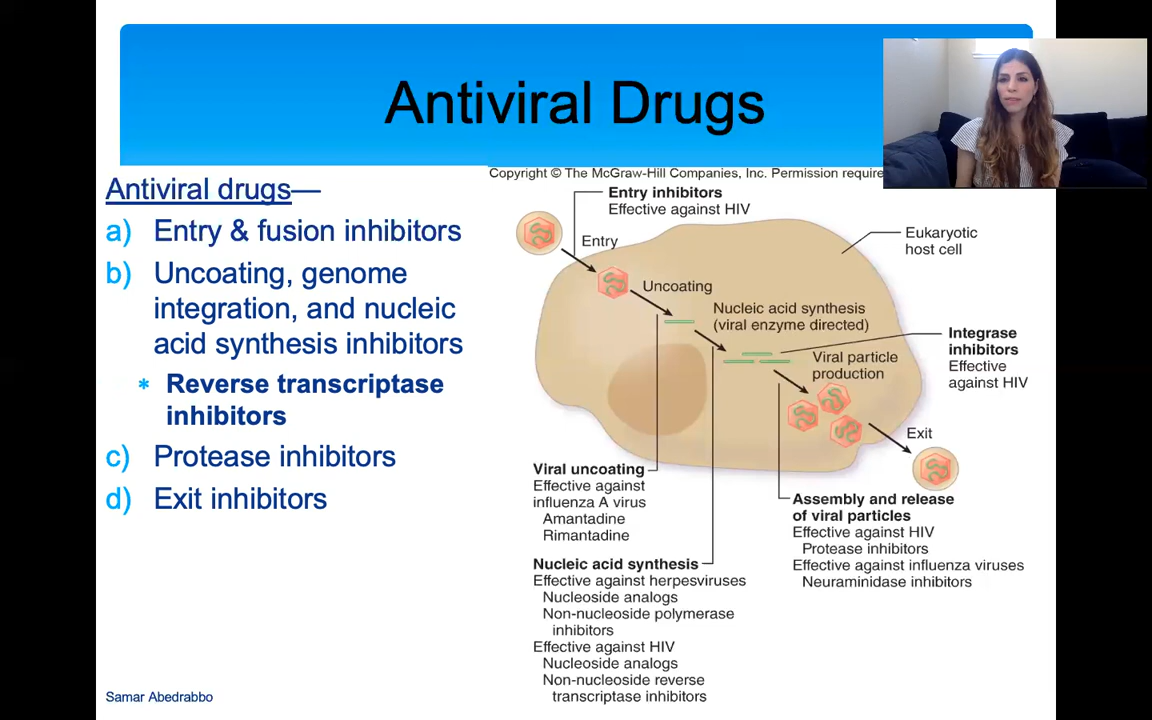 Antiviral Drugs
Antiviral drugs—
a) Entry & fusion inhibitors
b) Uncoating, genome
integration, and nucleic
acid synthesis inhibitors
* Reverse transcriptase
inhibitors
c) Protease inhibitors
d) Exit inhibitors
Samar Abedrabbo
Copyright © The McGraw-Hill Companies, Inc. Permission require
Entry inhibitors
Effective against HIV
Entry
Eukaryotic
host cell
Uncoating
Nucleic acid synthesis
(viral enzyme directed)
Integrase
inhibitors
Effective
against HIV
Viral particle
production
Exit
Viral uncoating
Effective against
influenza A virus
Amantadine
Rimantadine
Assembly and release
of viral particles
Effective against HIV
Protease inhibitors
Effective against influenza viruses
Neuraminidase inhibitors
Nucleic acid synthesis
Effective against herpesviruses
Nucleoside analogs
Non-nucleoside polymerase
inhibitors
Effective against HIV
Nucleoside analogs
Non-nucleoside reverse
transcriptase inhibitors